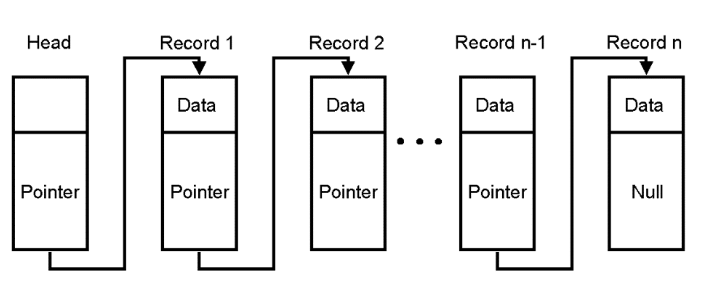 Head Record 1 Record 2 Record n-1 Record n
Data Data Data Data
Pointer Pointer Pointer Pointer Null